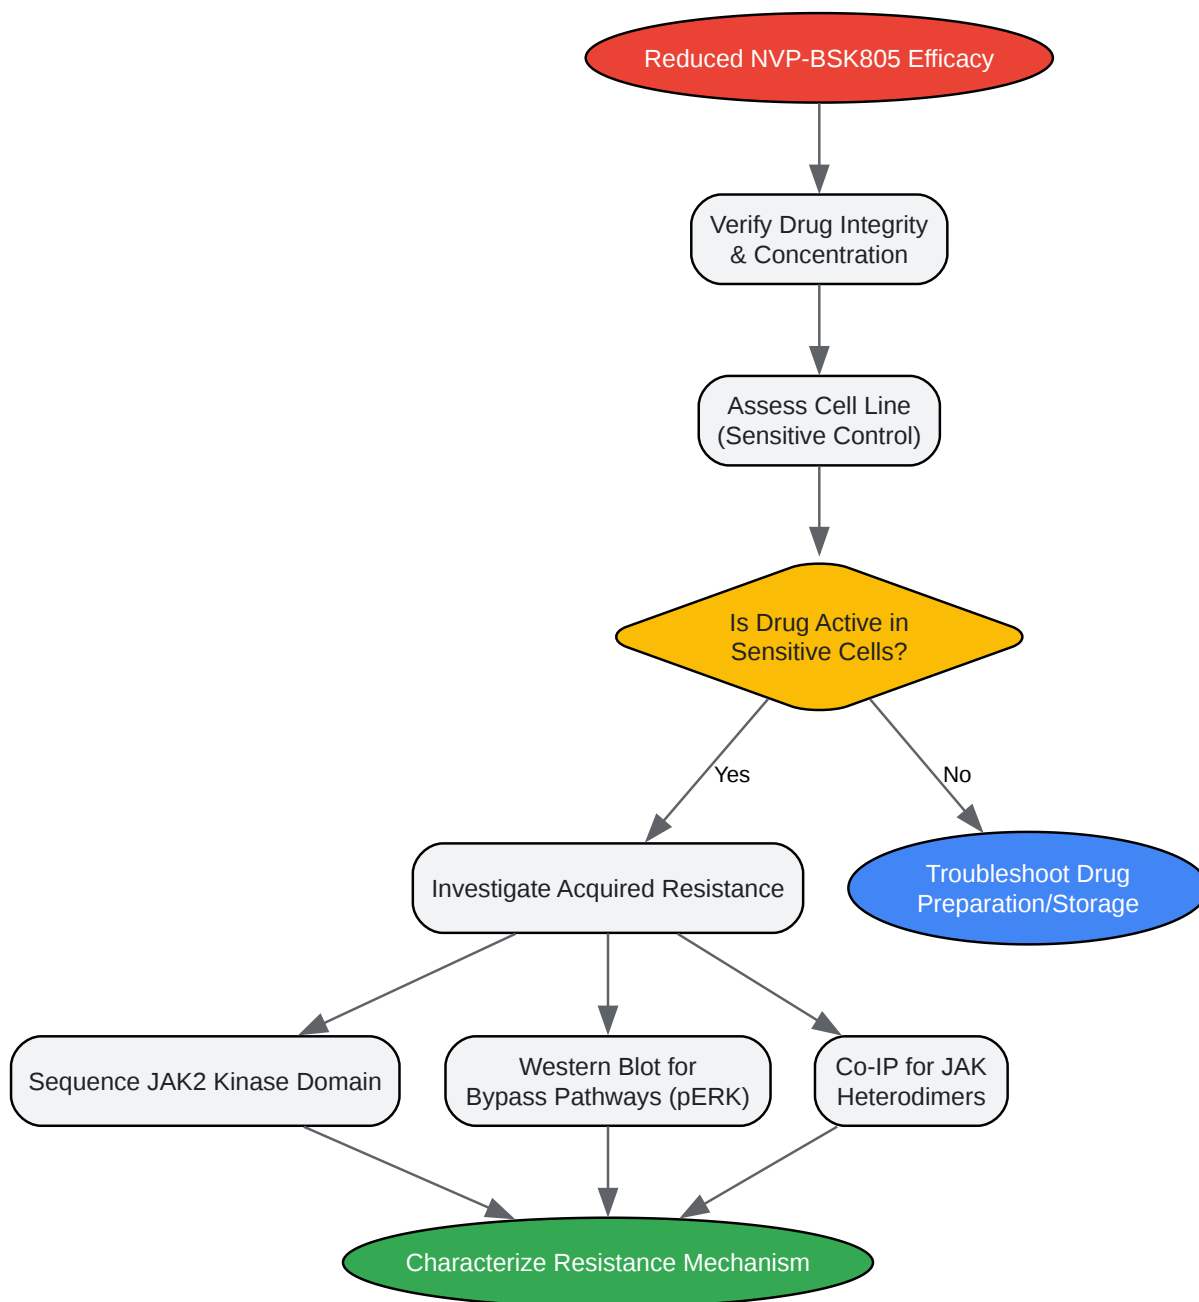 Reduced NVP-BSK805 Efficacy
Verify Drug Integrity
& Concentration
Assess Cell Line
(Sensitive Control)
Is Drug Active in
Sensitive Cells?
Yes
No
Investigate Acquired Resistance
Troubleshoot Drug
Preparation/Storage
Sequence JAK2 Kinase Domain
Western Blot for
Bypass Pathways (pERK)
Co-IP for JAK
Heterodimers
Characterize Resistance Mechanism